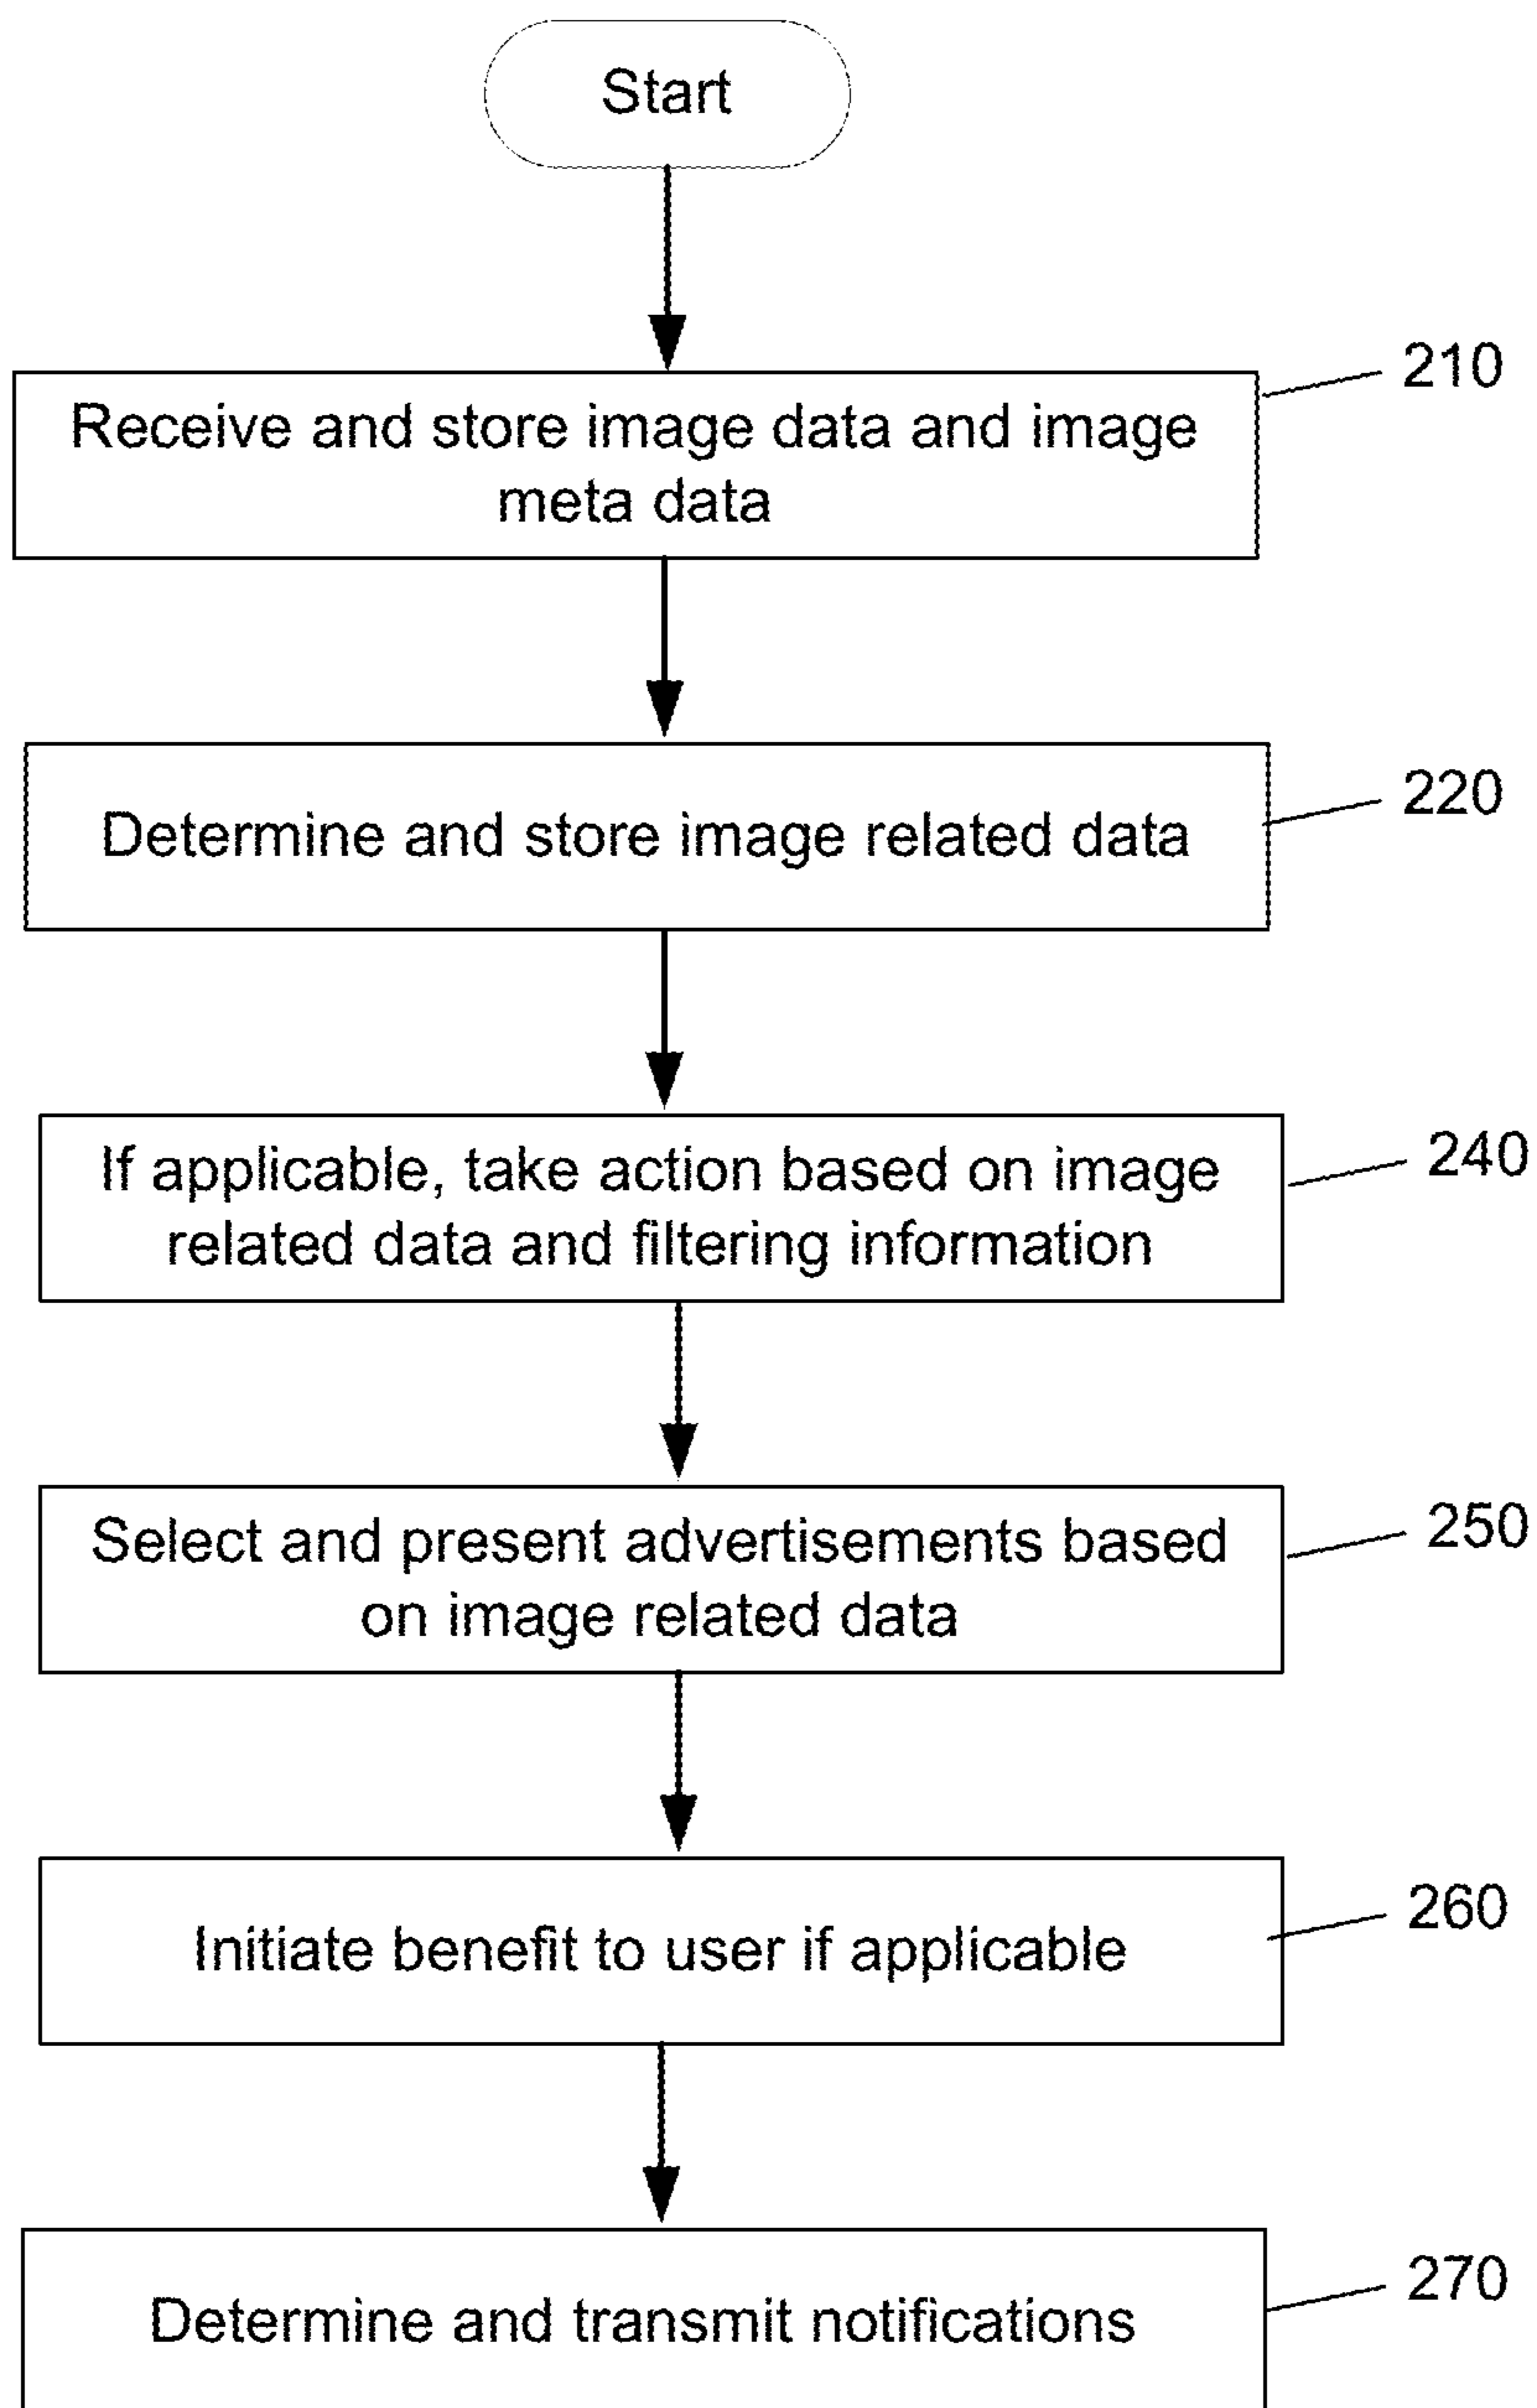 Start
210
Receive and store image data and image
meta data
220
Determine and store image related data
240
If applicable, take action based on image
related data and filtering information
250
Select and present advertisements based
on image related data
260
Initiate benefit to user if applicable
270
Determine and transmit notifications